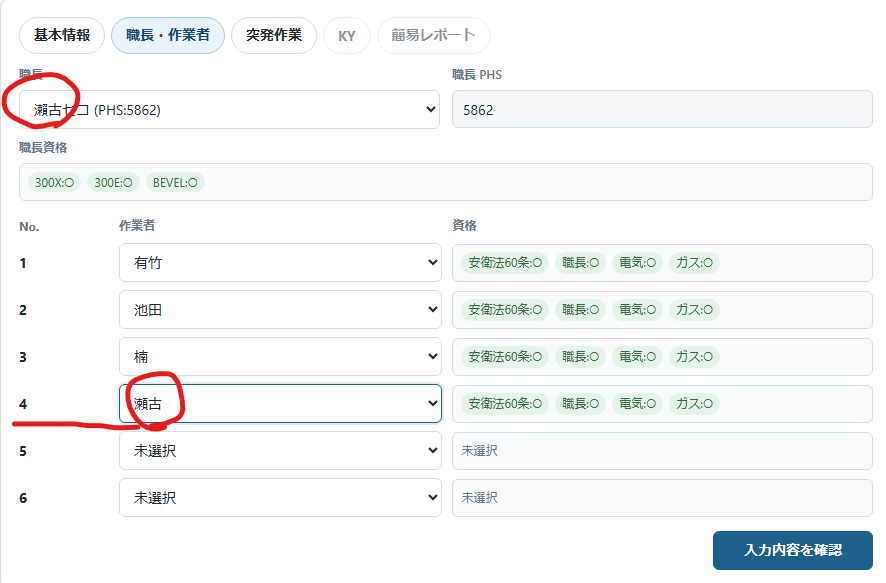 基本情報 職長・作業者 突発作業 KY 簡易レポート
職長 職長 PHS
瀬古セコ (PHS:5862) 5862
職長資格
300X:○ 300E:○ BEVEL:○
No. 作業者 資格
1 有竹 安衛法60条:○ 職長:○ 電気:○ ガス:○
2 池田 安衛法60条:○ 職長:○ 電気:○ ガス:○
3 楠 安衛法60条:○ 職長:○ 電気:○ ガス:○
4 瀬古 安衛法60条:○ 職長:○ 電気:○ ガス:○
5 未選択 未選択
6 未選択 未選択
入力内容を確認